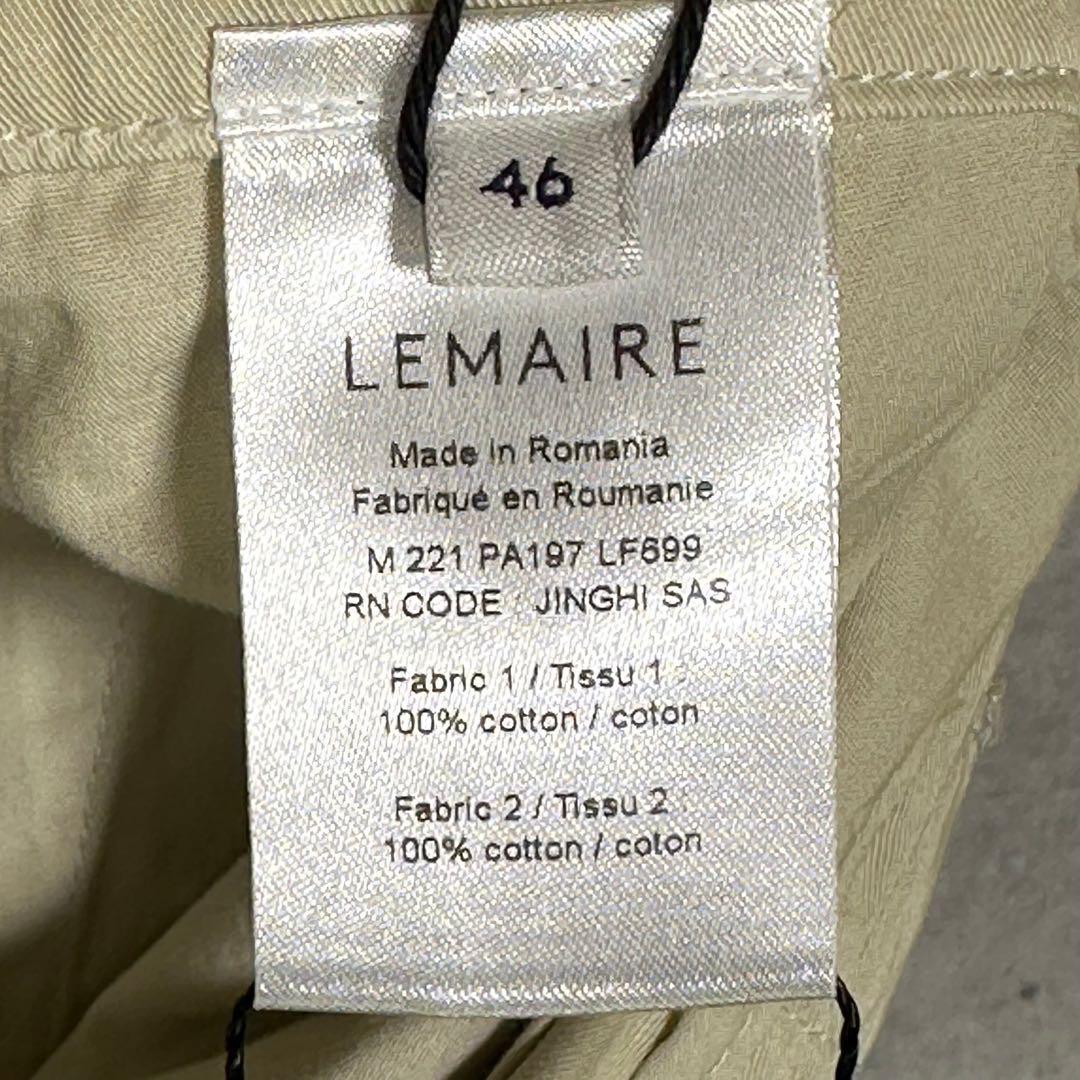 46
LEMAIRE
Made in Romania
Fabriqué en Roumanie
M 221 PA197 LF699
RN CODE : JINGHI SAS
Fabric 1 / Tissu 1 :
100% cotton / coton
Fabric 2 / Tissu 2 :
100% cotton / coton